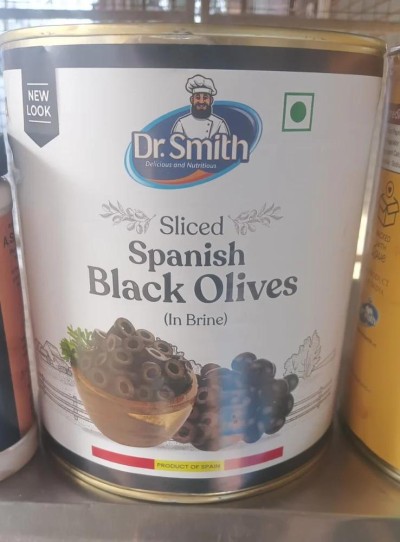 NEW
LOOK
Dr. Smith
Delicious and Nutritious
Sliced
Spanish
Black Olives
(In Brine)
PRODUCT OF SPAIN